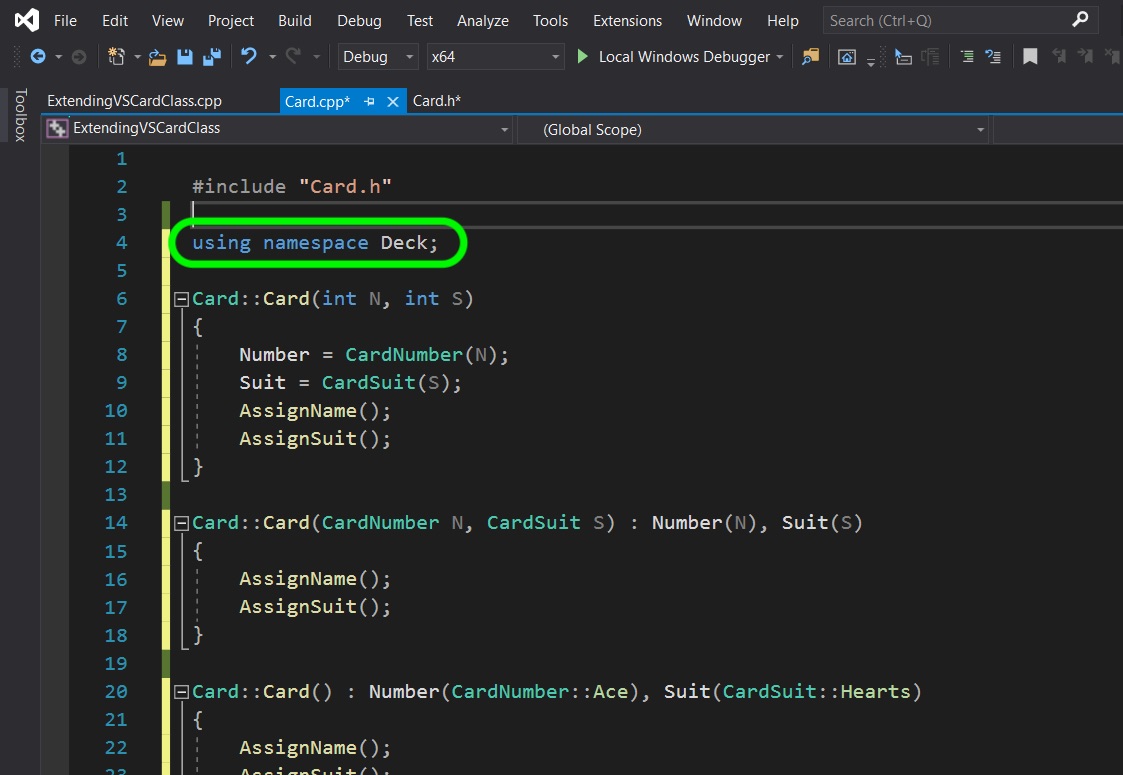 File Edit View Project Build Debug Test Analyze Tools Extensions Window Help Search (Ctrl+Q)
Debug x64 Local Windows Debugger
Toolbox
ExtendingVSCardClass.cpp Card.cpp* Card.h*
ExtendingVSCardClass (Global Scope)
1
2 #include "Card.h"
3
4 using namespace Deck;
5
6 Card::Card(int N, int S)
7 {
8 Number = CardNumber(N);
9 Suit = CardSuit(S);
10 AssignName();
11 AssignSuit();
12 }
13
14 Card::Card(CardNumber N, CardSuit S) : Number(N), Suit(S)
15 {
16 AssignName();
17 AssignSuit();
18 }
19
20 Card::Card() : Number(CardNumber::Ace), Suit(CardSuit::Hearts)
21 {
22 AssignName();
23 AssignSuit();